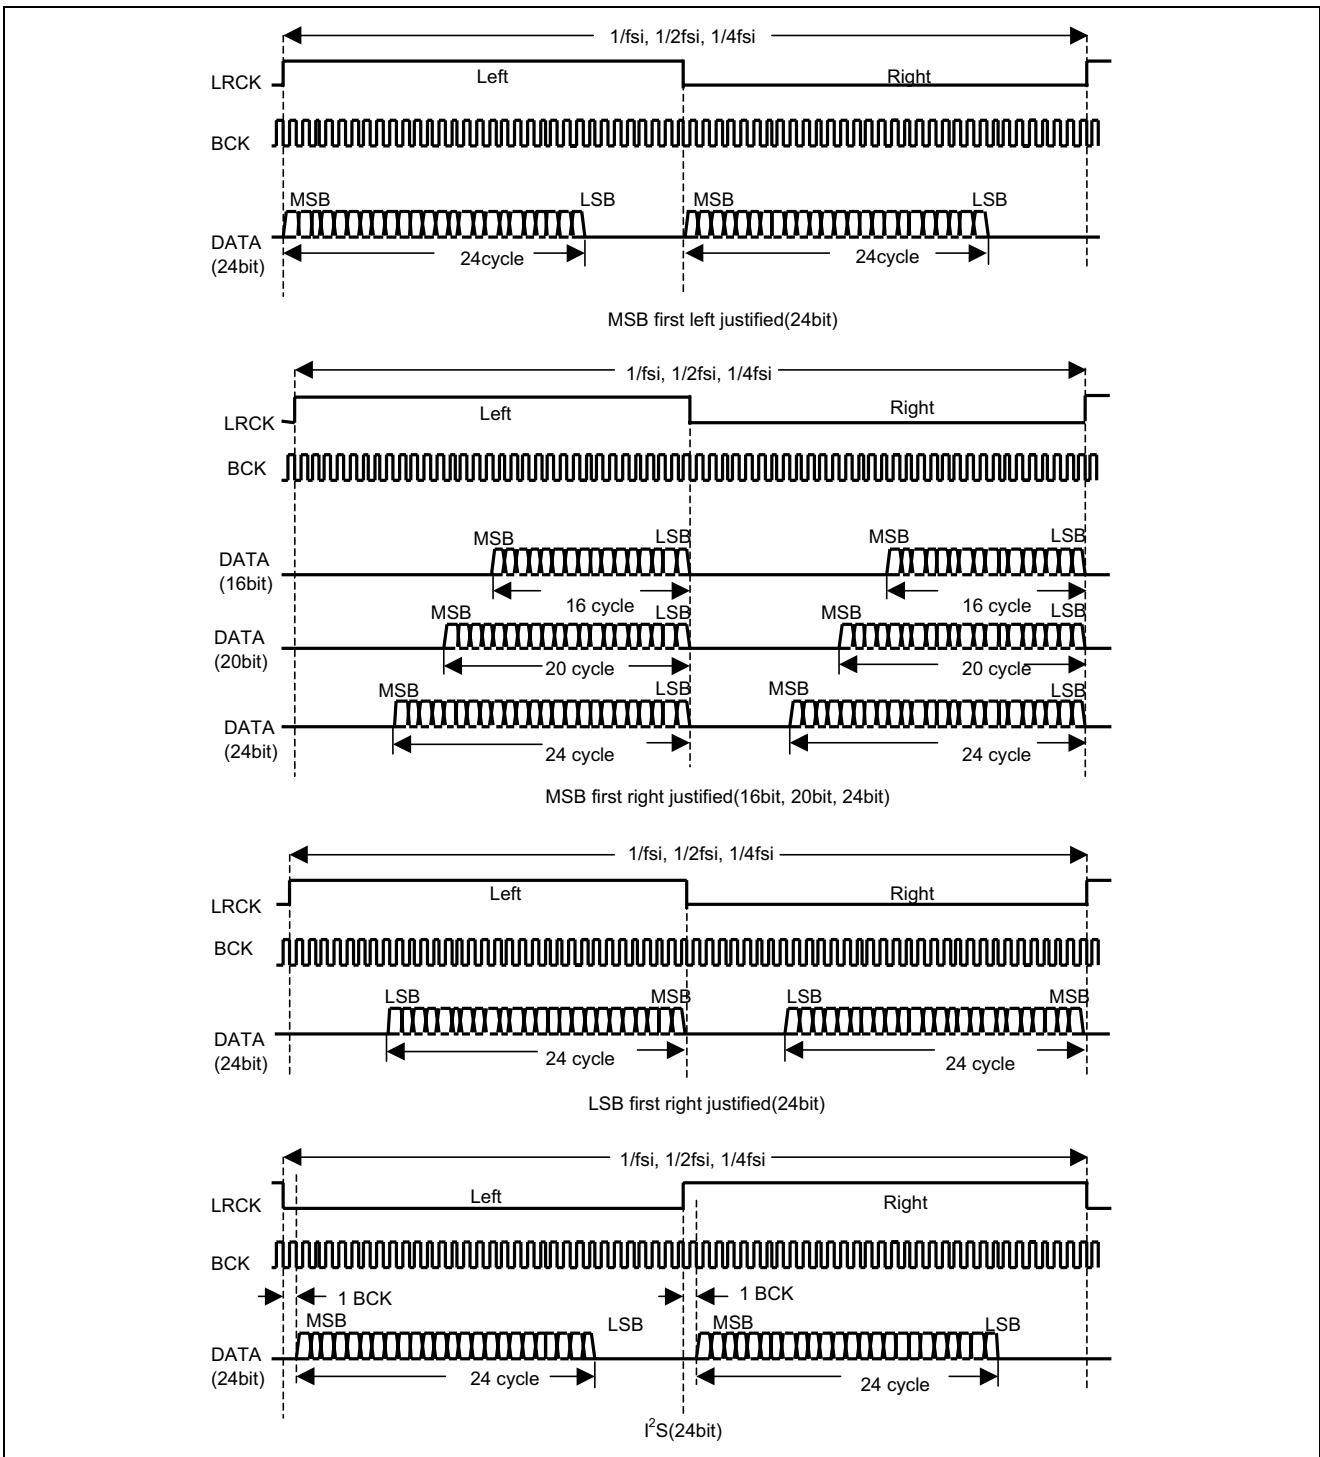 1/fsi, 1/2fsi, 1/4fsi
LRCK Left Right
BCK
MSB LSB MSB LSB
DATA
(24bit) 24cycle 24cycle
MSB first left justified(24bit)
1/fsi, 1/2fsi, 1/4fsi
LRCK Left Right
BCK
MSB LSB MSB LSB
DATA
(16bit) 16 cycle 16 cycle
MSB LSB MSB LSB
DATA
(20bit) 20 cycle 20 cycle
MSB LSB MSB LSB
DATA
(24bit) 24 cycle 24 cycle
MSB first right justified(16bit, 20bit, 24bit)
1/fsi, 1/2fsi, 1/4fsi
LRCK Left Right
BCK
LSB MSB LSB MSB
DATA
(24bit) 24 cycle 24 cycle
LSB first right justified(24bit)
1/fsi, 1/2fsi, 1/4fsi
LRCK Left Right
BCK
1 BCK 1 BCK
MSB LSB MSB LSB
DATA
(24bit) 24 cycle 24 cycle
I²S(24bit)